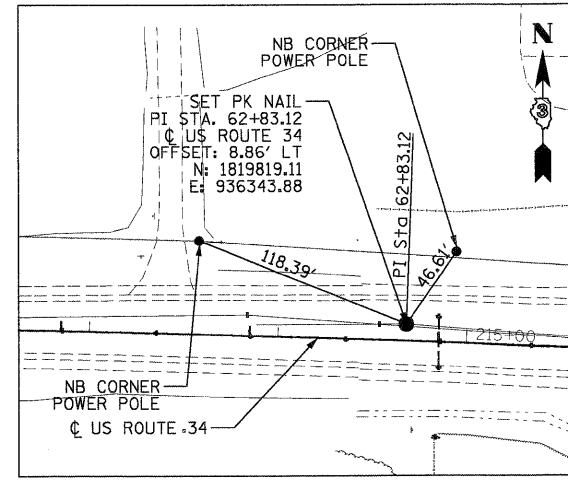 NB CORNER
POWER POLE
N
3
SET PK NAIL
PI STA. 62+83.12
℄ US ROUTE 34
OFFSET: 8.86' LT
N: 1819819.11
E: 936343.88
PI Sta 62+83.12
118.39'
46.61'
215+00
NB CORNER
POWER POLE
℄ US ROUTE 34